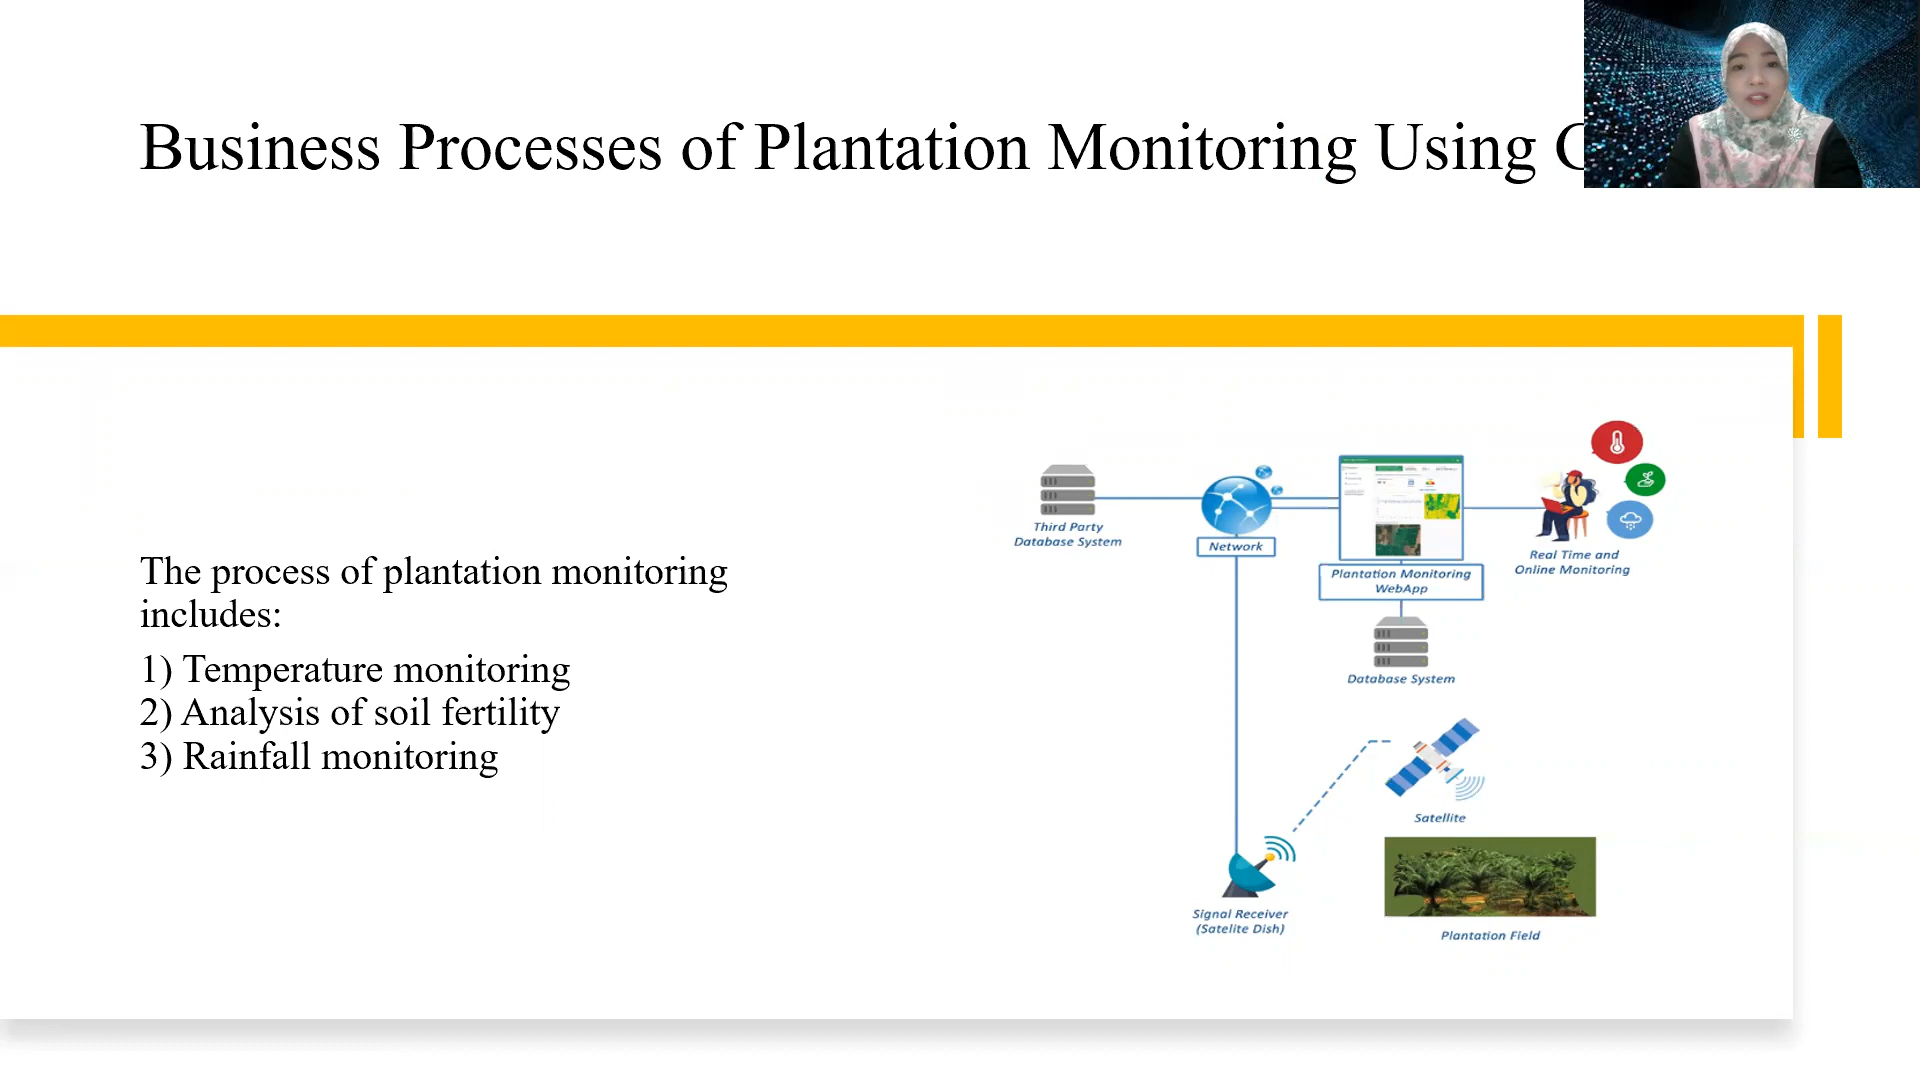 Business Processes of Plantation Monitoring Using
The process of plantation monitoring
includes:
1) Temperature monitoring
2) Analysis of soil fertility
3) Rainfall monitoring
Third Party
Database System
Network
Plantation Monitoring
WebApp
Real Time and
Online Monitoring
Database System
Satellite
Signal Receiver
(Satelite Dish)
Plantation Field